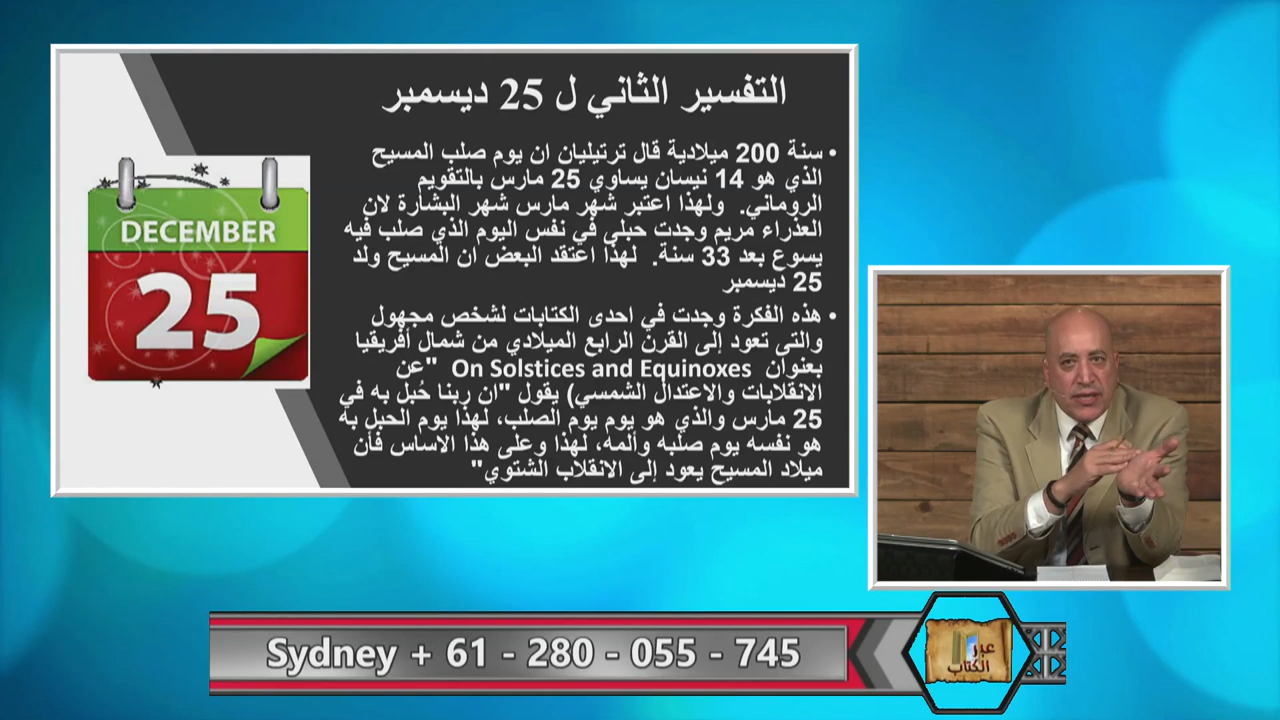 التفسير الثاني ل 25 ديسمبر
• سنة 200 ميلادية قال ترتيليان ان يوم صلب المسيح
الذي هو 14 نيسان يساوي 25 مارس بالتقويم
الروماني. ولهذا اعتبر شهر مارس شهر البشارة لان
العذراء مريم وجدت حبلى في نفس اليوم الذي صلب فيه
يسوع بعد 33 سنة. لهذا اعتقد البعض ان المسيح ولد
25 ديسمبر
• هذه الفكرة وجدت في احدى الكتابات لشخص مجهول
والتى تعود إلى القرن الرابع الميلادي من شمال أفريقيا
بعنوان On Solstices and Equinoxes "عن
الانقلابات والاعتدال الشمسي) يقول "ان ربنا حُبل به في
25 مارس والذي هو يوم يوم الصلب، لهذا يوم الحبل به
هو نفسه يوم صلبه وألمه، لهذا وعلى هذا الاساس فأن
ميلاد المسيح يعود إلى الانقلاب الشتوي"
DECEMBER
25
Sydney + 61 - 280 - 055 - 745
عبر
الكتاب